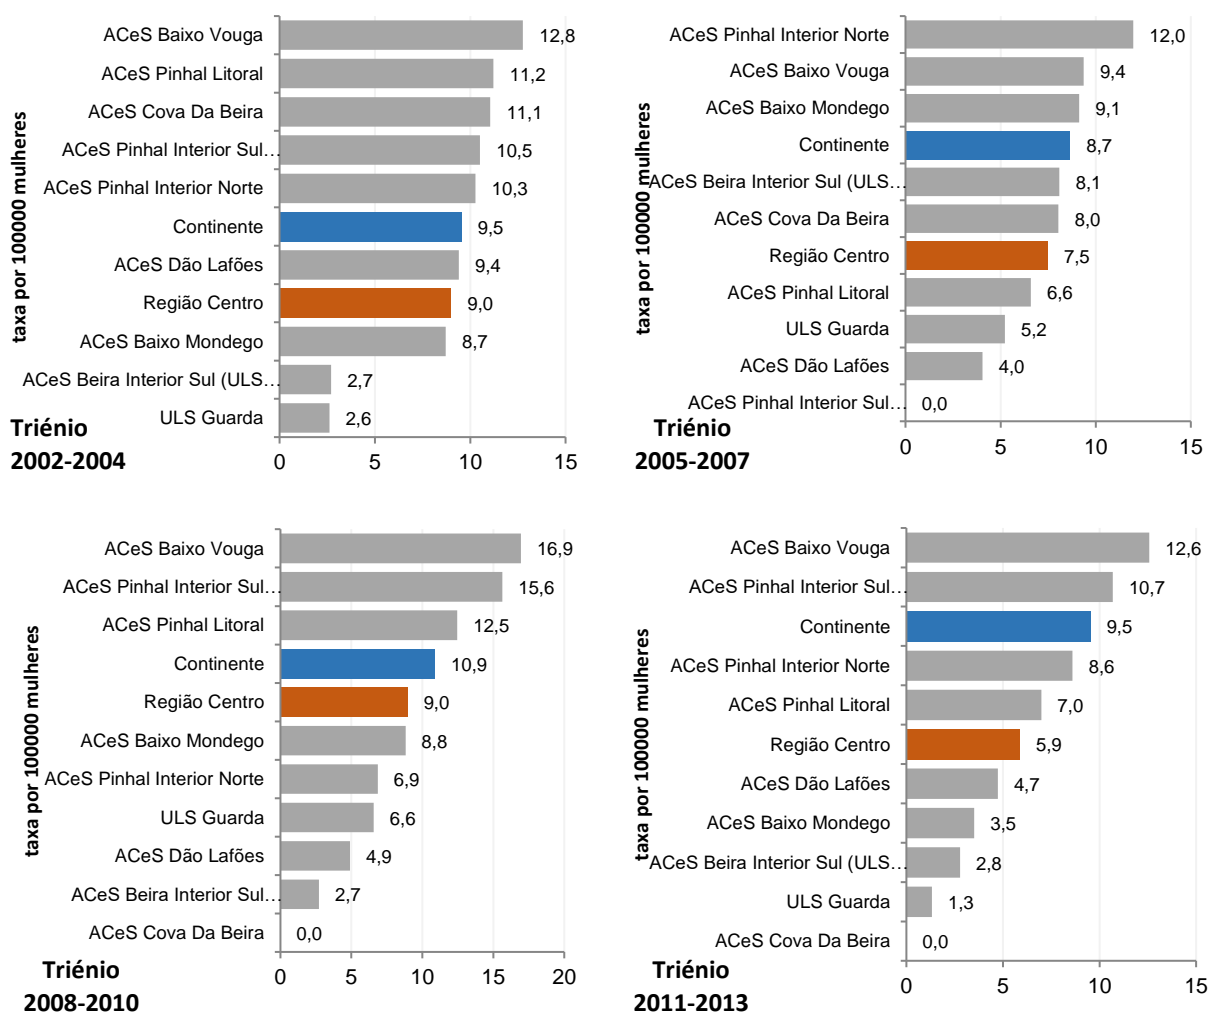 taxa por 100000 mulheres
ACeS Baixo Vouga 12,8
ACeS Pinhal Litoral 11,2
ACeS Cova Da Beira 11,1
ACeS Pinhal Interior Sul… 10,5
ACeS Pinhal Interior Norte 10,3
Continente 9,5
ACeS Dão Lafões 9,4
Região Centro 9,0
ACeS Baixo Mondego 8,7
ACeS Beira Interior Sul (ULS… 2,7
ULS Guarda 2,6
0 5 10 15
Triénio
2002-2004
taxa por 100000 mulheres
ACeS Pinhal Interior Norte 12,0
ACeS Baixo Vouga 9,4
ACeS Baixo Mondego 9,1
Continente 8,7
ACeS Beira Interior Sul (ULS… 8,1
ACeS Cova Da Beira 8,0
Região Centro 7,5
ACeS Pinhal Litoral 6,6
ULS Guarda 5,2
ACeS Dão Lafões 4,0
ACeS Pinhal Interior Sul… 0,0
0 5 10 15
Triénio
2005-2007
taxa por 100000 mulheres
ACeS Baixo Vouga 16,9
ACeS Pinhal Interior Sul… 15,6
ACeS Pinhal Litoral 12,5
Continente 10,9
Região Centro 9,0
ACeS Baixo Mondego 8,8
ACeS Pinhal Interior Norte 6,9
ULS Guarda 6,6
ACeS Dão Lafões 4,9
ACeS Beira Interior Sul… 2,7
ACeS Cova Da Beira 0,0
0 5 10 15 20
Triénio
2008-2010
taxa por 100000 mulheres
ACeS Baixo Vouga 12,6
ACeS Pinhal Interior Sul… 10,7
Continente 9,5
ACeS Pinhal Interior Norte 8,6
ACeS Pinhal Litoral 7,0
Região Centro 5,9
ACeS Dão Lafões 4,7
ACeS Baixo Mondego 3,5
ACeS Beira Interior Sul (ULS… 2,8
ULS Guarda 1,3
ACeS Cova Da Beira 0,0
0 5 10 15
Triénio
2011-2013